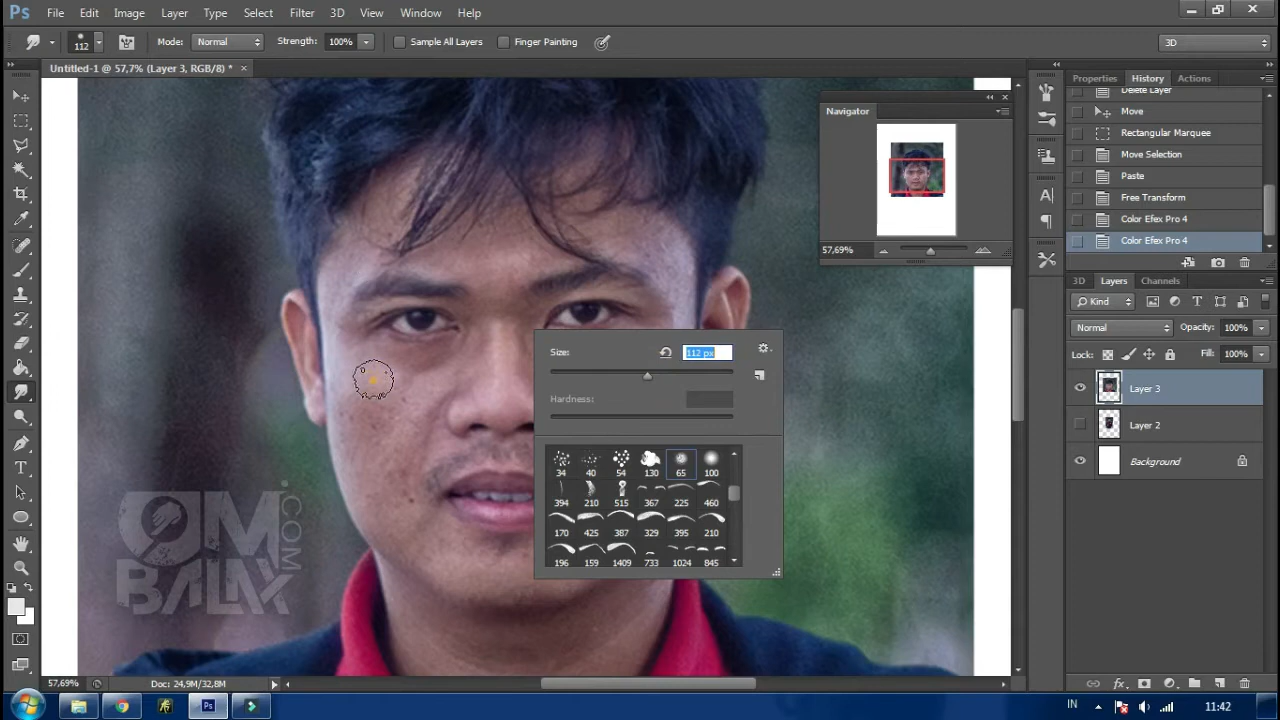 Ps File Edit Image Layer Type Select Filter 3D View Window Help
112 Mode: Normal Strength: 100% Sample All Layers Finger Painting 3D
Untitled-1 @ 57,7% (Layer 3, RGB/8) * ×
Properties History Actions
Delete Layer
Move
Rectangular Marquee
Move Selection
Paste
Free Transform
Color Efex Pro 4
Color Efex Pro 4
Navigator
57,69%
3D Layers Channels
Kind
Normal Opacity: 100%
Lock: Fill: 100%
Layer 3
Layer 2
Background
Size: 112 px
Hardness:
34 40 54 130 65 100
394 210 515 367 225 460
170 425 387 329 395 210
196 159 1409 733 1024 845
OM
BALAK
.COM
57,69% Doc: 24,9M/32,8M
Ps IN 11:42